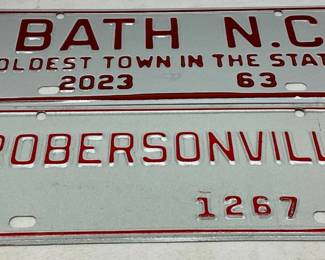 BATH N.C
OLDEST TOWN IN THE STAT
2023 63
ROBERSONVILL
1267